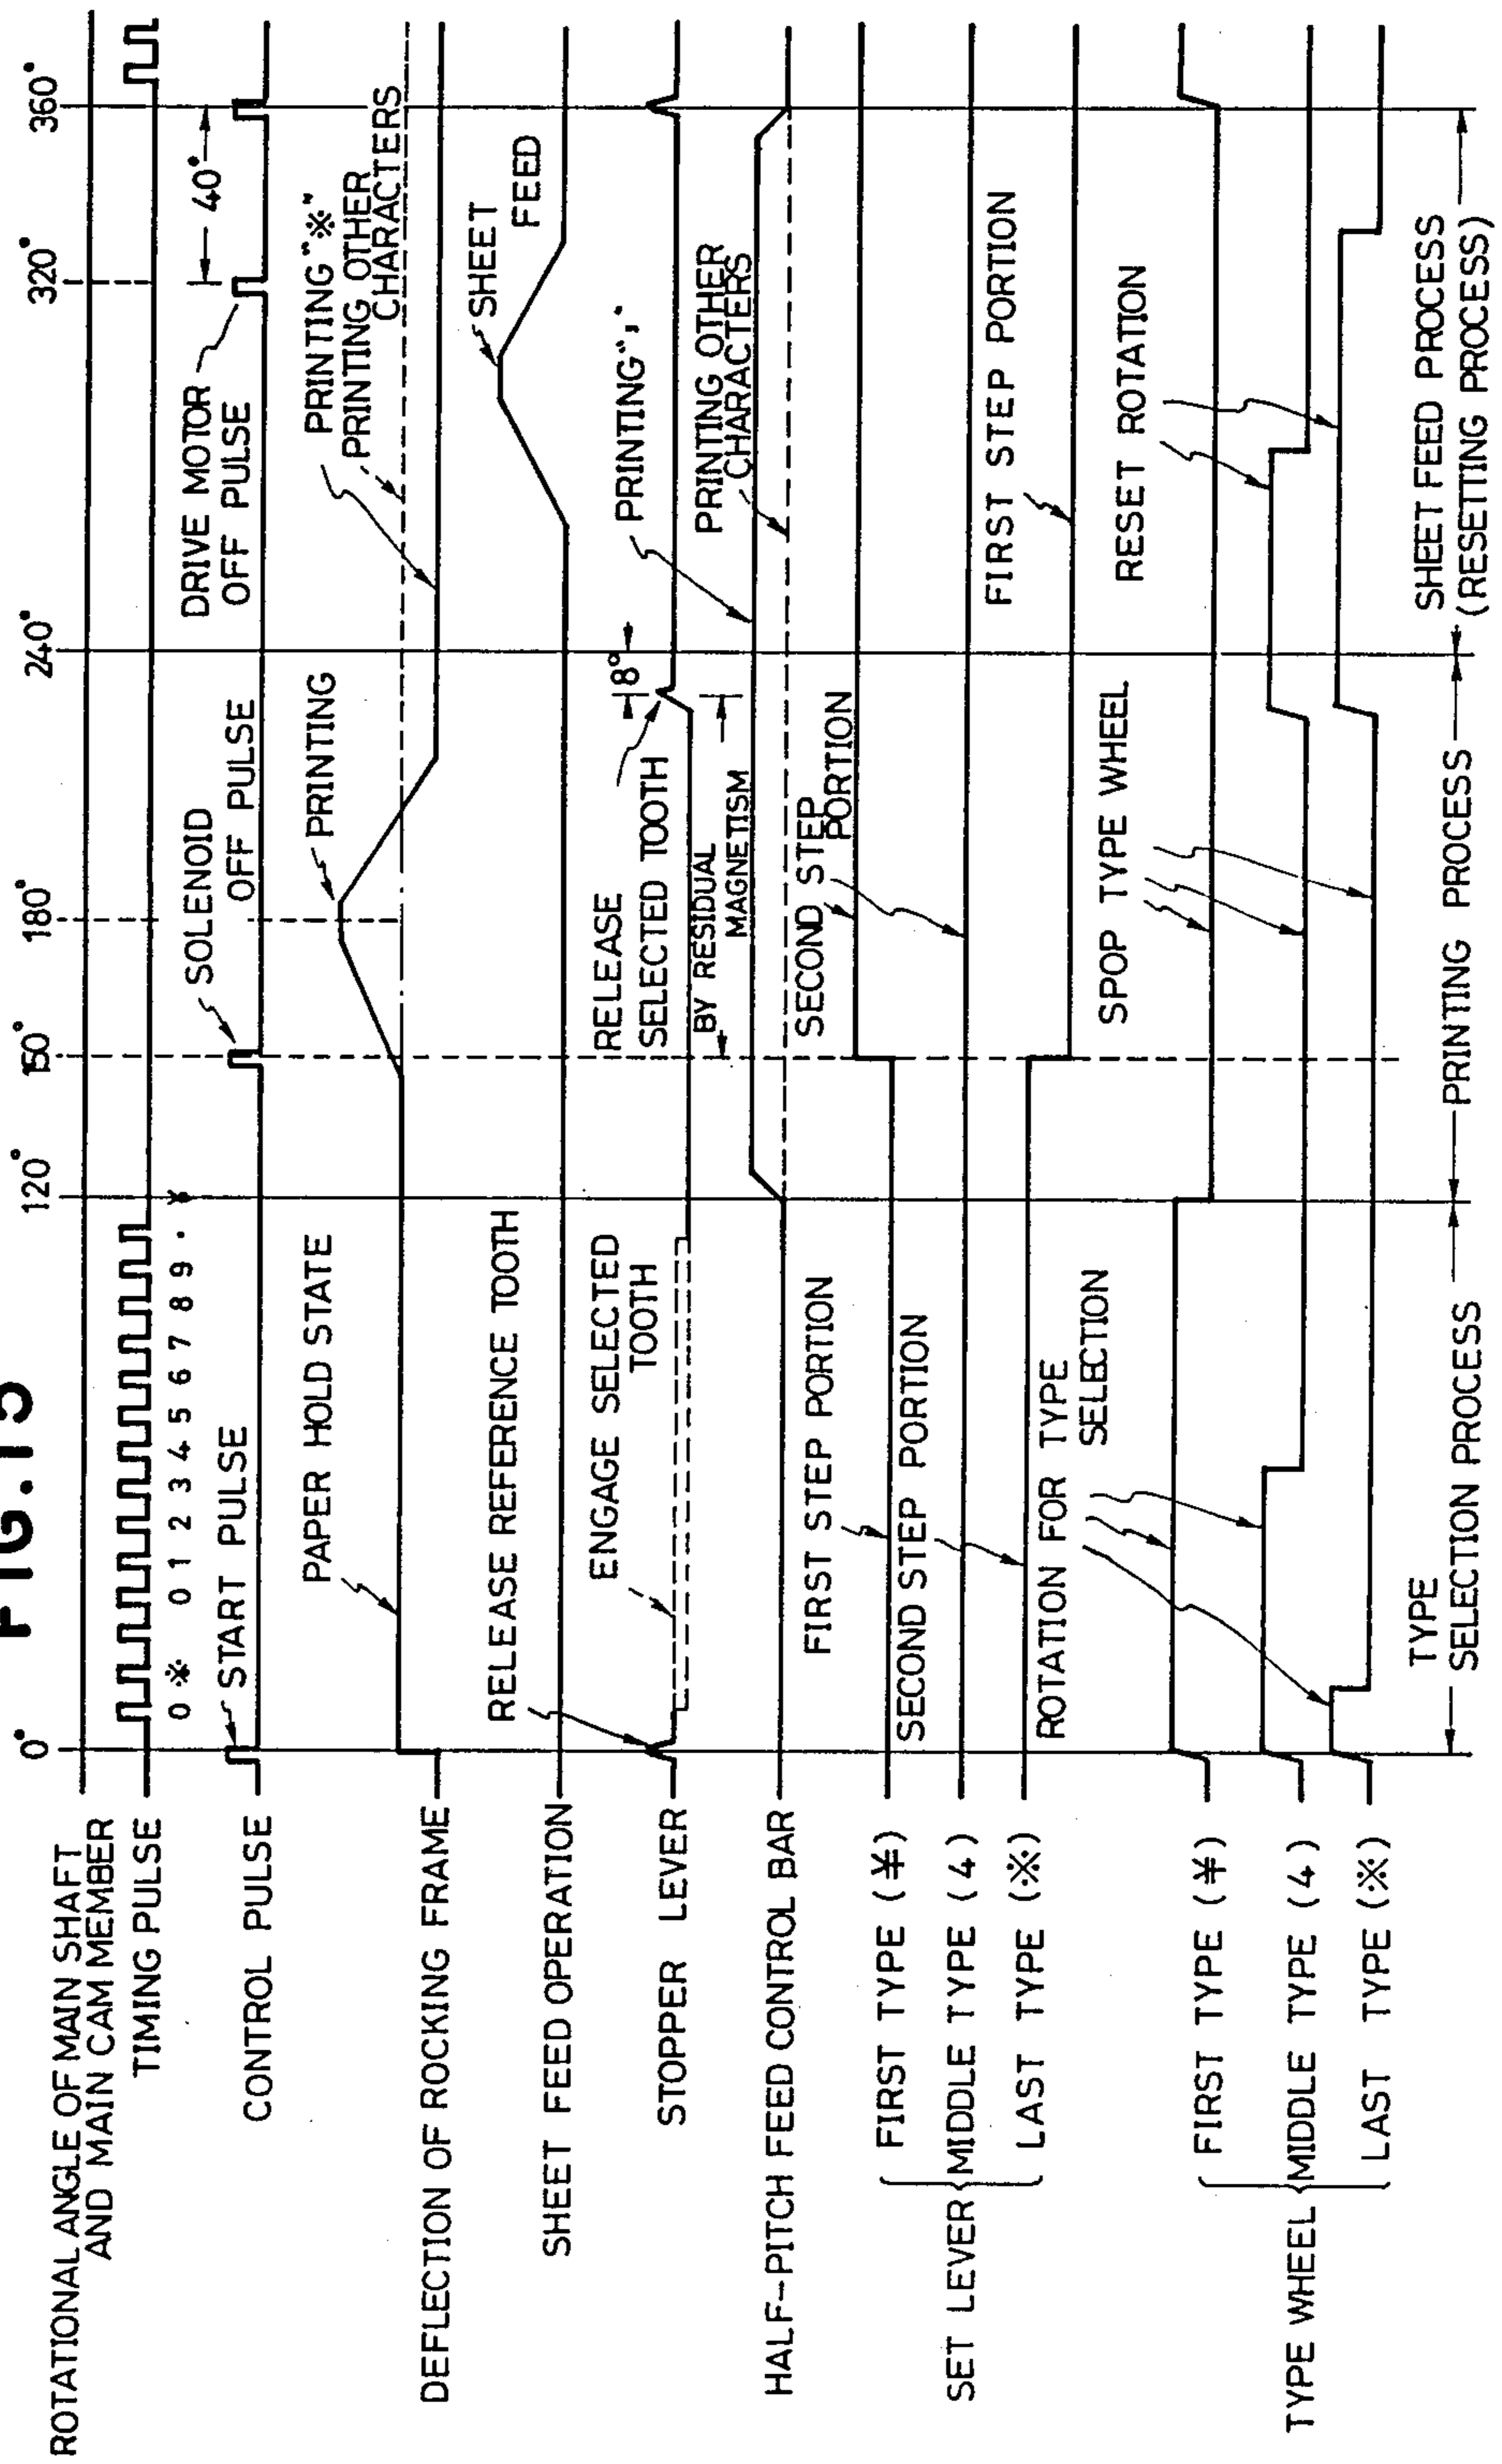 FIG.15
0° 120° 150° 180° 240° 320° 360°
ROTATIONAL ANGLE OF MAIN SHAFT
AND MAIN CAM MEMBER
TIMING PULSE
0 ※ 0 1 2 3 4 5 6 7 8 9 . ¥
CONTROL PULSE
START PULSE
SOLENOID
OFF PULSE
DRIVE MOTOR
OFF PULSE
40°
DEFLECTION OF ROCKING FRAME
PAPER HOLD STATE
PRINTING
PRINTING "※"
PRINTING OTHER
CHARACTERS
SHEET FEED OPERATION
SHEET
FEED
STOPPER LEVER
RELEASE REFERENCE TOOTH
ENGAGE SELECTED
TOOTH
RELEASE
SELECTED TOOTH
8°
BY RESIDUAL
MAGNETISM
HALF-PITCH FEED CONTROL BAR
PRINTING","
PRINTING OTHER
CHARACTERS
SET LEVER
FIRST TYPE (¥)
MIDDLE TYPE (4)
LAST TYPE (※)
FIRST STEP PORTION
SECOND STEP PORTION
SECOND STEP
PORTION
FIRST STEP PORTION
TYPE WHEEL
FIRST TYPE (¥)
MIDDLE TYPE (4)
LAST TYPE (※)
ROTATION FOR TYPE
SELECTION
SPOP TYPE WHEEL
RESET ROTATION
TYPE
SELECTION PROCESS
PRINTING PROCESS
SHEET FEED PROCESS
(RESETTING PROCESS)